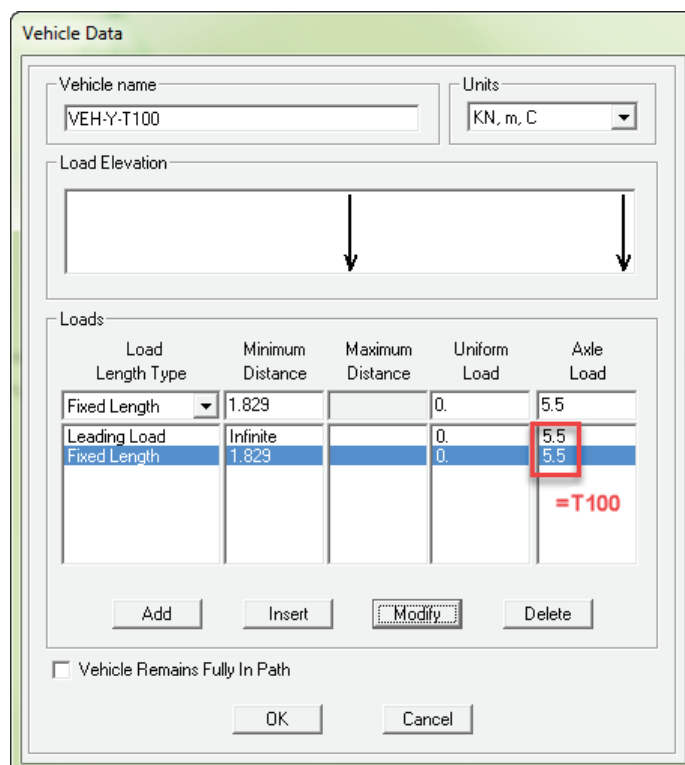 Vehicle Data
Vehicle name
Units
VEH-Y-T100
KN, m, C
Load Elevation
Loads
Load Length Type
Minimum Distance
Maximum Distance
Uniform Load
Axle Load
Fixed Length 1.829 0. 5.5
Leading Load Infinite 0. 5.5
Fixed Length 1.829 0. 5.5
=T100
Add Insert Modify Delete
Vehicle Remains Fully In Path
OK Cancel